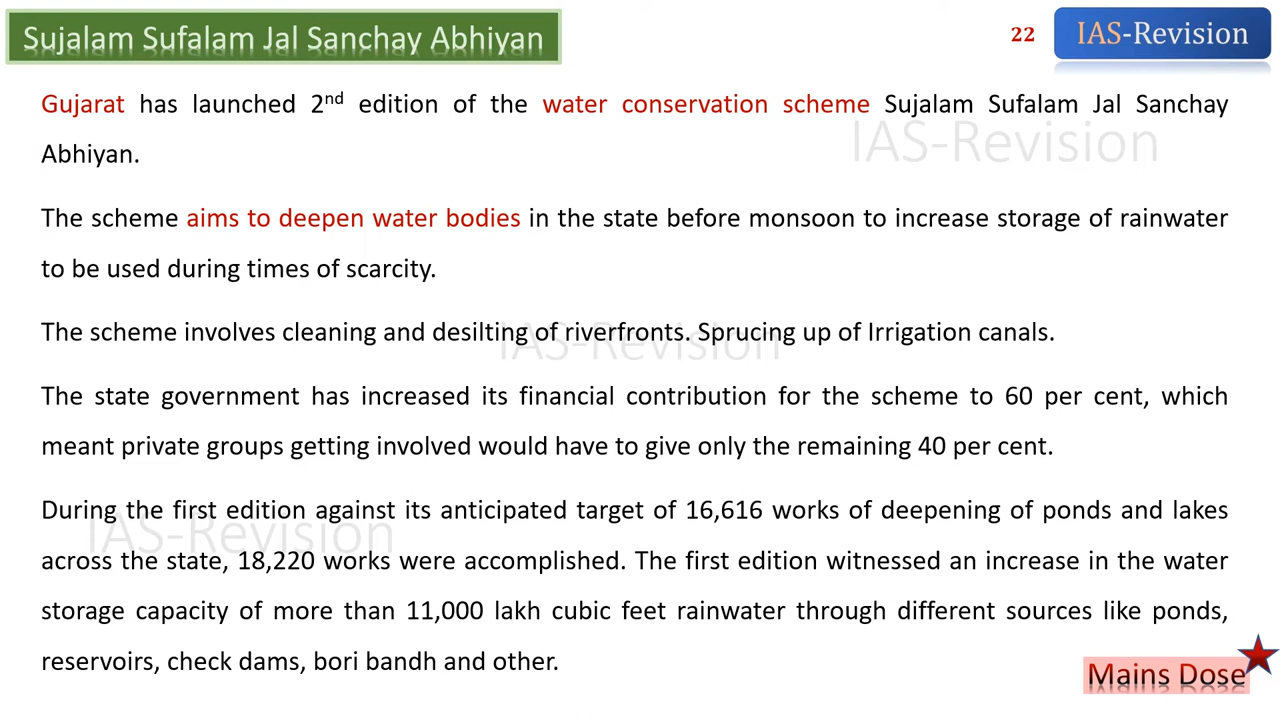 Sujalam Sufalam Jal Sanchay Abhiyan
22
IAS-Revision
Gujarat has launched 2nd edition of the water conservation scheme Sujalam Sufalam Jal Sanchay
Abhiyan.
IAS-Revision
The scheme aims to deepen water bodies in the state before monsoon to increase storage of rainwater
to be used during times of scarcity.
The scheme involves cleaning and desilting of riverfronts. Sprucing up of Irrigation canals.
IAS-Revision
The state government has increased its financial contribution for the scheme to 60 per cent, which
meant private groups getting involved would have to give only the remaining 40 per cent.
During the first edition against its anticipated target of 16,616 works of deepening of ponds and lakes
IAS-Revision
across the state, 18,220 works were accomplished. The first edition witnessed an increase in the water
storage capacity of more than 11,000 lakh cubic feet rainwater through different sources like ponds,
reservoirs, check dams, bori bandh and other.
Mains Dose